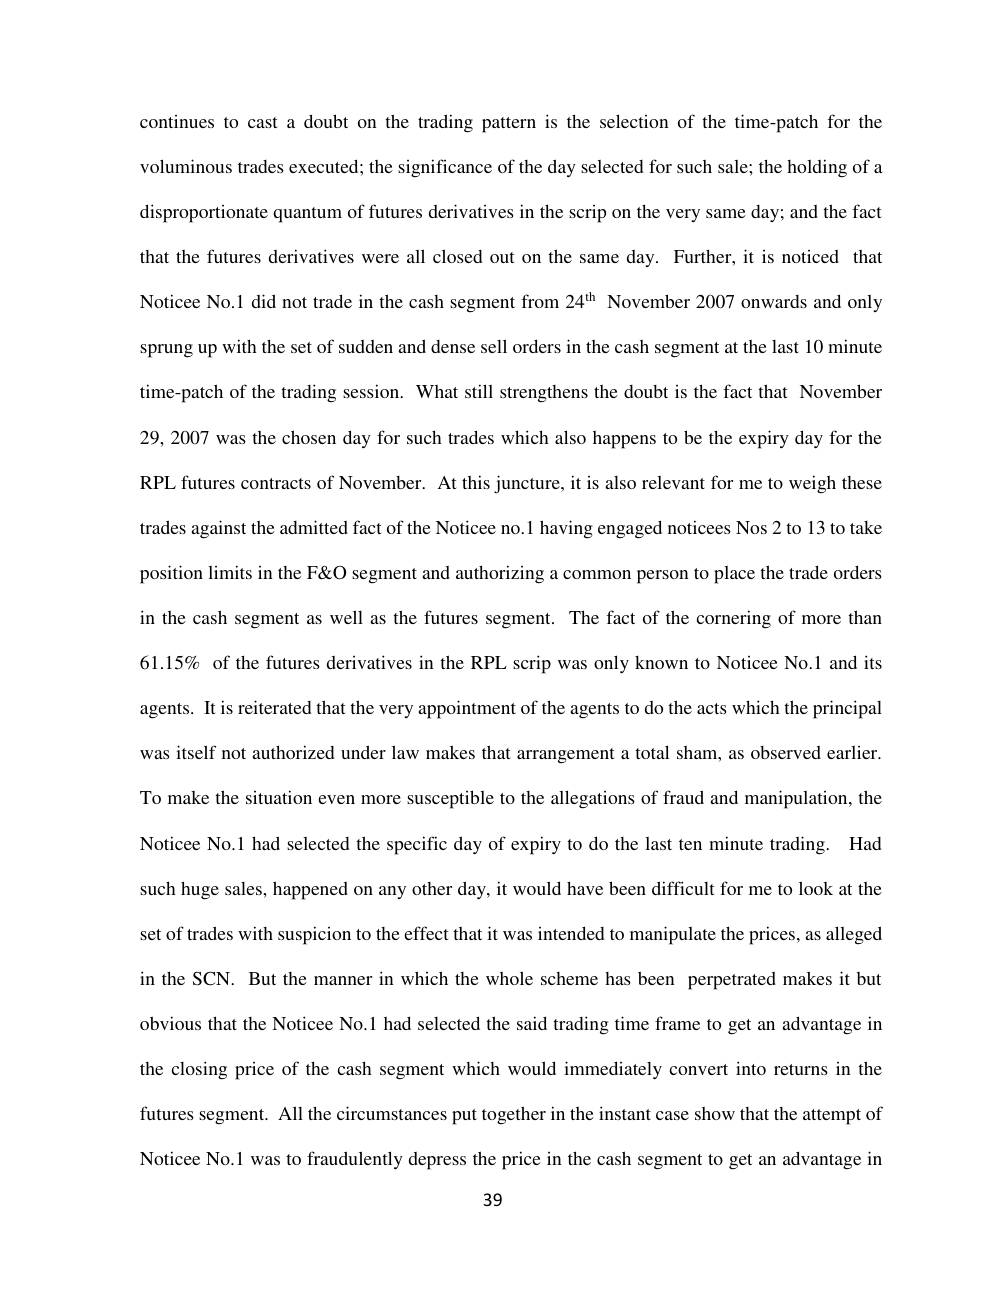 continues to cast a doubt on the trading pattern is the selection of the time-patch for the
voluminous trades executed; the significance of the day selected for such sale; the holding of a
disproportionate quantum of futures derivatives in the scrip on the very same day; and the fact
that the futures derivatives were all closed out on the same day.  Further, it is noticed  that
Noticee No.1 did not trade in the cash segment from 24th  November 2007 onwards and only
sprung up with the set of sudden and dense sell orders in the cash segment at the last 10 minute
time-patch of the trading session.  What still strengthens the doubt is the fact that  November
29, 2007 was the chosen day for such trades which also happens to be the expiry day for the
RPL futures contracts of November.  At this juncture, it is also relevant for me to weigh these
trades against the admitted fact of the Noticee no.1 having engaged noticees Nos 2 to 13 to take
position limits in the F&O segment and authorizing a common person to place the trade orders
in the cash segment as well as the futures segment.  The fact of the cornering of more than
61.15%  of the futures derivatives in the RPL scrip was only known to Noticee No.1 and its
agents.  It is reiterated that the very appointment of the agents to do the acts which the principal
was itself not authorized under law makes that arrangement a total sham, as observed earlier.
To make the situation even more susceptible to the allegations of fraud and manipulation, the
Noticee No.1 had selected the specific day of expiry to do the last ten minute trading.   Had
such huge sales, happened on any other day, it would have been difficult for me to look at the
set of trades with suspicion to the effect that it was intended to manipulate the prices, as alleged
in the SCN.  But the manner in which the whole scheme has been  perpetrated makes it but
obvious that the Noticee No.1 had selected the said trading time frame to get an advantage in
the closing price of the cash segment which would immediately convert into returns in the
futures segment.  All the circumstances put together in the instant case show that the attempt of
Noticee No.1 was to fraudulently depress the price in the cash segment to get an advantage in
39